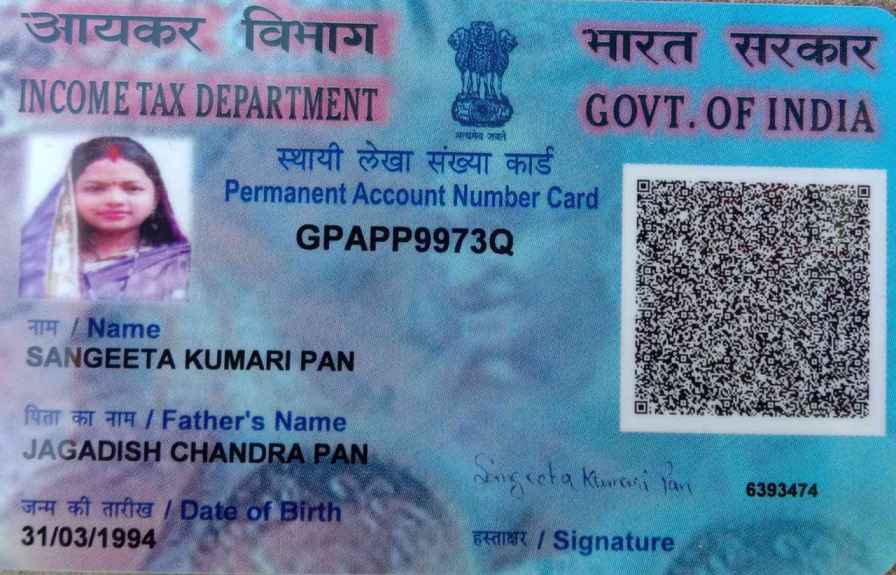 आयकर विभाग
INCOME TAX DEPARTMENT
सत्यमेव जयते
भारत सरकार
GOVT. OF INDIA
स्थायी लेखा संख्या कार्ड
Permanent Account Number Card
GPAPP9973Q
नाम / Name
SANGEETA KUMARI PAN
पिता का नाम / Father's Name
JAGADISH CHANDRA PAN
जन्म की तारीख / Date of Birth
31/03/1994
Sangeeta Kumari Pan
हस्ताक्षर / Signature
6393474